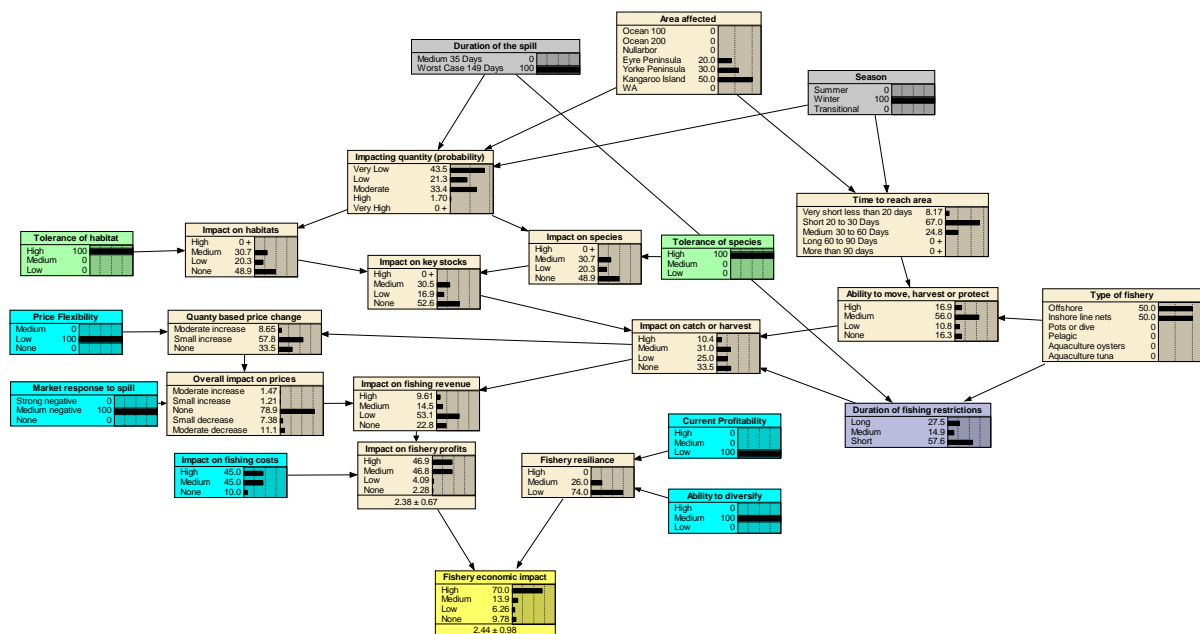 Area affected
Ocean 100 0
Ocean 200 0
Nullarbor 0
Eyre Peninsula 20.0
Yorke Peninsula 30.0
Kangaroo Island 50.0
WA 0
Duration of the spill
Medium 35 Days 0
Worst Case 149 Days 100
Season
Summer 0
Winter 100
Transitional 0
Impacting quantity (probability)
Very Low 43.5
Low 21.3
Moderate 33.4
High 1.70
Very High 0 +
Time to reach area
Very short less than 20 days 8.17
Short 20 to 30 Days 67.0
Medium 30 to 60 Days 24.8
Long 60 to 90 Days 0 +
More than 90 days 0 +
Tolerance of habitat
High 100
Medium 0
Low 0
Impact on habitats
High 0 +
Medium 30.7
Low 20.3
None 48.9
Impact on species
High 0 +
Medium 30.7
Low 20.3
None 48.9
Tolerance of species
High 100
Medium 0
Low 0
Impact on key stocks
High 0 +
Medium 30.5
Low 16.9
None 52.6
Ability to move, harvest or protect
High 16.9
Medium 56.0
Low 10.8
None 16.3
Type of fishery
Offshore 50.0
Inshore line nets 50.0
Pots or dive 0
Pelagic 0
Aquaculture oysters 0
Aquaculture tuna 0
Price Flexibility
Medium 0
Low 100
None 0
Quanty based price change
Moderate increase 8.65
Small increase 57.8
None 33.5
Impact on catch or harvest
High 10.4
Medium 31.0
Low 25.0
None 33.5
Market response to spill
Strong negative 0
Medium negative 100
None 0
Overall impact on prices
Moderate increase 1.47
Small increase 1.21
None 78.9
Small decrease 7.38
Moderate decrease 11.1
Impact on fishing revenue
High 9.61
Medium 14.5
Low 53.1
None 22.8
Duration of fishing restrictions
Long 27.5
Medium 14.9
Short 57.6
Current Profitability
High 0
Medium 0
Low 100
Impact on fishing costs
High 45.0
Medium 45.0
None 10.0
Impact on fishery profits
High 46.9
Medium 46.8
Low 4.09
None 2.28
2.38 ± 0.67
Fishery resiliance
High 0
Medium 26.0
Low 74.0
Ability to diversify
High 0
Medium 100
Low 0
Fishery economic impact
High 70.0
Medium 13.9
Low 6.26
None 9.78
2.44 ± 0.98